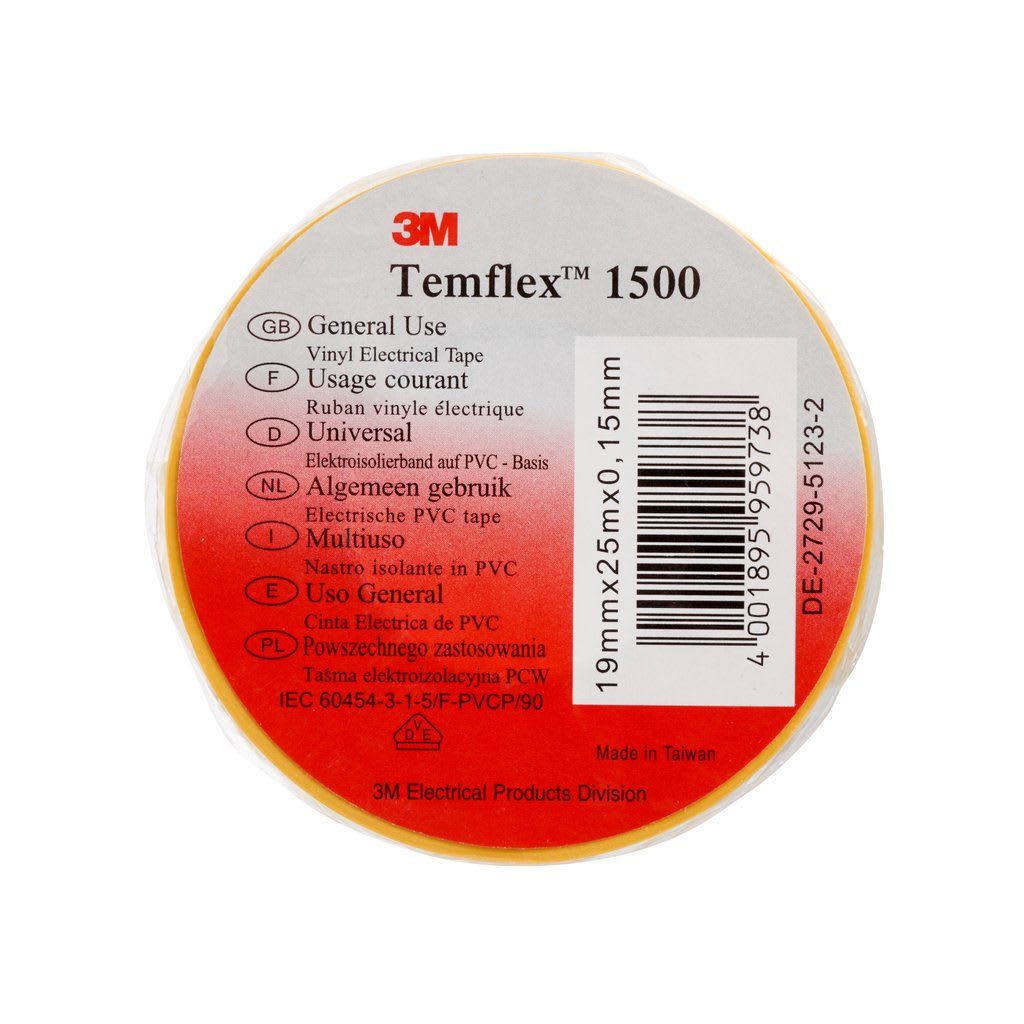 3M
Temflex™ 1500
GB General Use
Vinyl Electrical Tape
F Usage courant
Ruban vinyle électrique
D Universal
Elektroisolierband auf PVC - Basis
NL Algemeen gebruik
Electrische PVC tape
I Multiuso
Nastro isolante in PVC
E Uso General
Cinta Electrica de PVC
PL Powszechnego zastosowania
Taśma elektroizolacyjna PCW
IEC 60454-3-1-5/F-PVCP/90
DVE
3M Electrical Products Division
Made in Taiwan
19mmx25mx0,15mm
4 001895 959738
DE-2729-5123-2